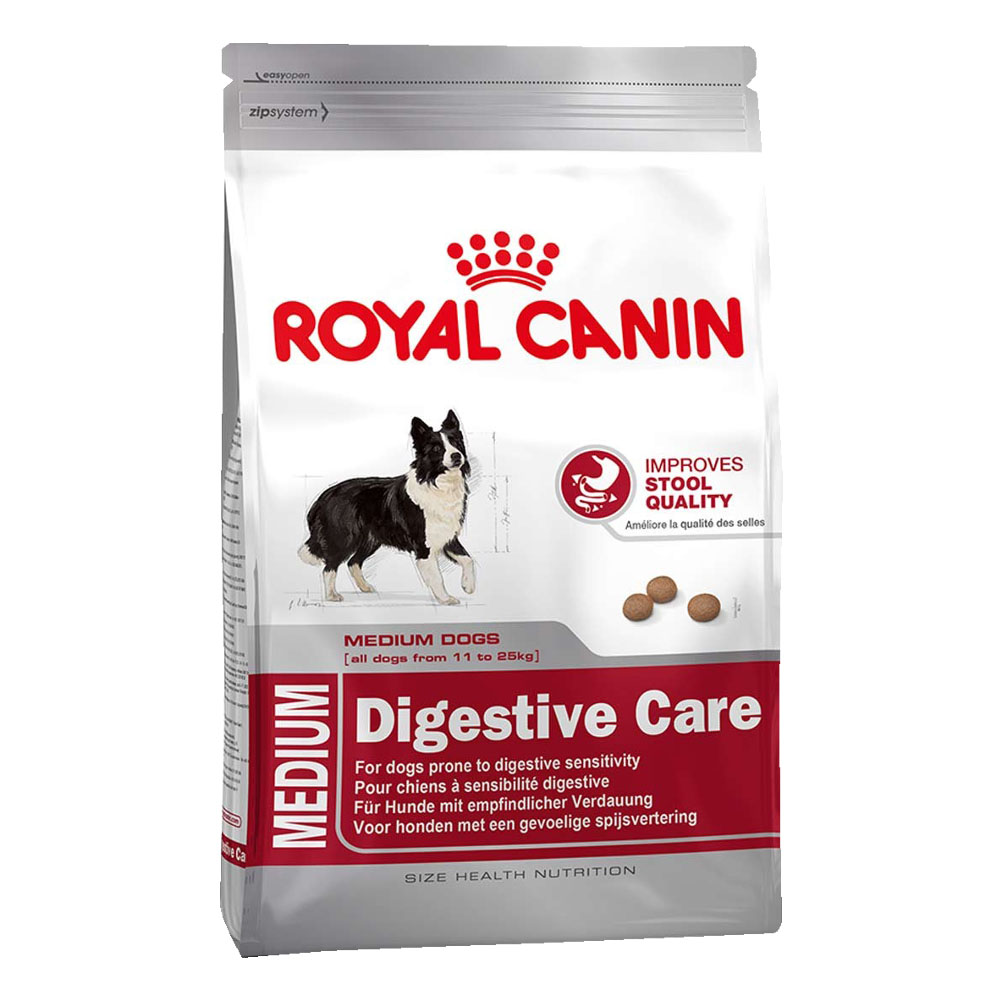 easyopen
zipsystem
ROYAL CANIN
IMPROVES
STOOL
QUALITY
Améliore la qualité des selles
MEDIUM DOGS
[all dogs from 11 to 25kg]
MEDIUM
Digestive Care
For dogs prone to digestive sensitivity
Pour chiens à sensibilité digestive
Für Hunde mit empfindlicher Verdauung
Voor honden met een gevoelige spijsvertering
SIZE HEALTH NUTRITION